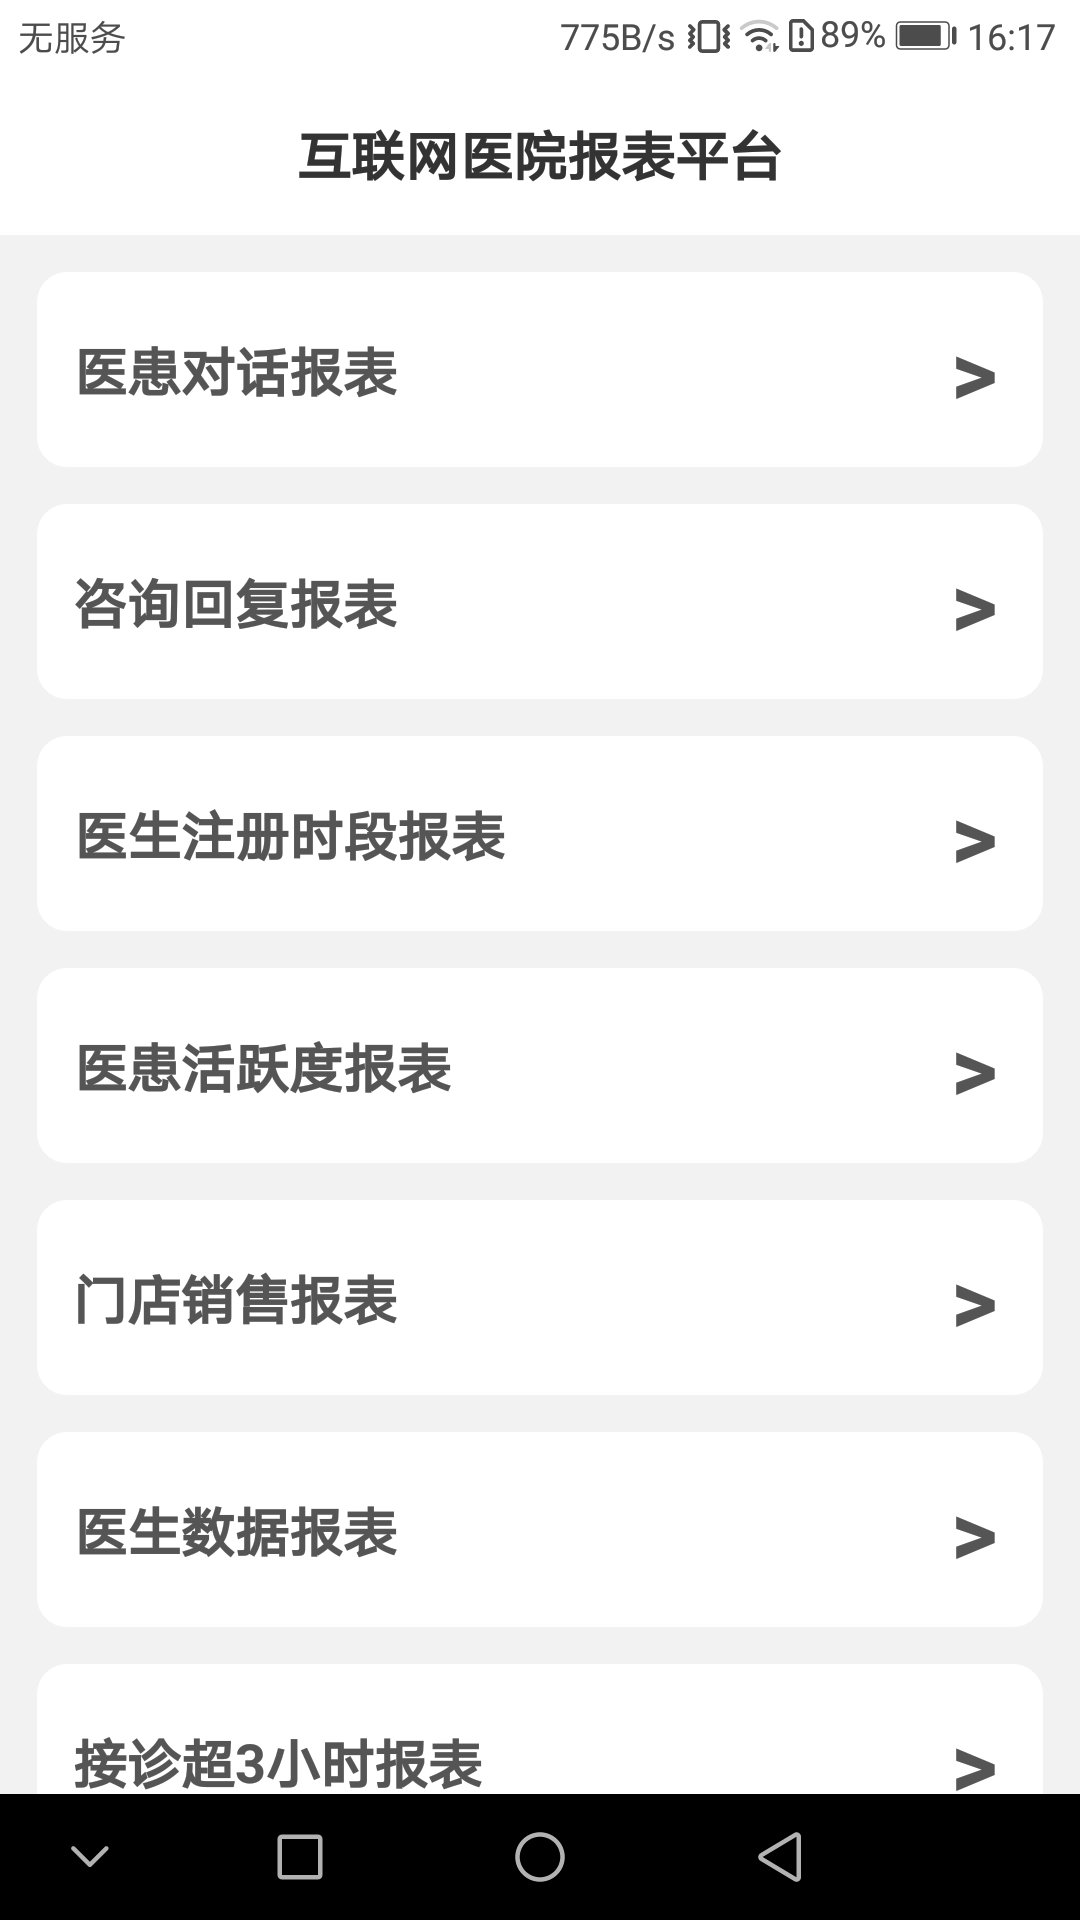 无服务 775B/s 89% 16:17
互联网医院报表平台
医患对话报表 >
咨询回复报表 >
医生注册时段报表 >
医患活跃度报表 >
门店销售报表 >
医生数据报表 >
接诊超3小时报表 >